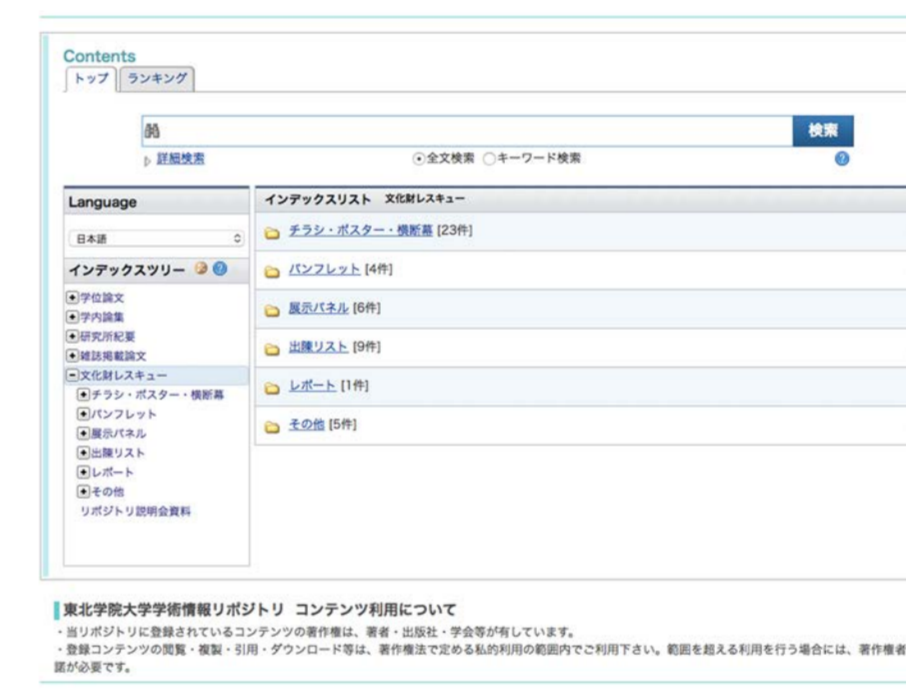 Contents
トップ ランキング
検索
詳細検索 全文検索 キーワード検索
Language
日本語
インデックスツリー
学位論文
学内論集
研究所紀要
雑誌掲載論文
文化財レスキュー
チラシ・ポスター・横断幕
パンフレット
展示パネル
出陳リスト
レポート
その他
リポジトリ説明会資料
インデックスリスト 文化財レスキュー
チラシ・ポスター・横断幕 [23件]
パンフレット [4件]
展示パネル [6件]
出陳リスト [9件]
レポート [1件]
その他 [5件]
東北学院大学学術情報リポジトリ コンテンツ利用について
・当リポジトリに登録されているコンテンツの著作権は、著者・出版社・学会等が有しています。
・登録コンテンツの閲覧・複製・引用・ダウンロード等は、著作権法で定める私的利用の範囲内でご利用下さい。範囲を超える利用を行う場合には、著作権者
諾が必要です。